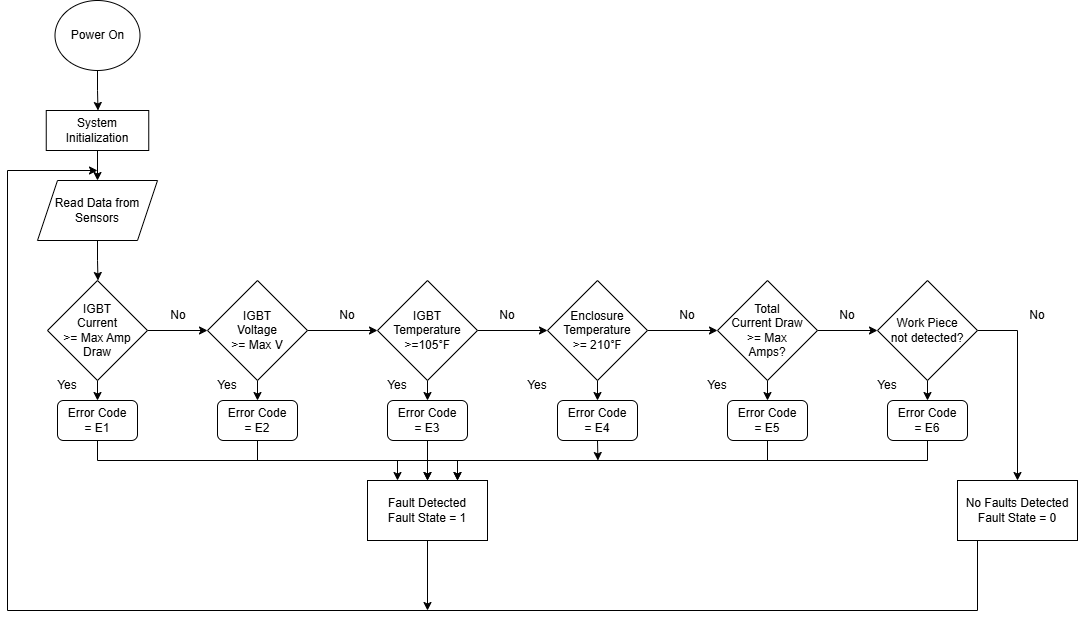 Power On
System
Initialization
Read Data from
Sensors
IGBT
Current
>= Max Amp
Draw
No
IGBT
Voltage
>= Max V
No
IGBT
Temperature
>=105°F
No
Enclosure
Temperature
>= 210°F
No
Total
Current Draw
>= Max
Amps?
No
Work Piece
not detected?
No
Yes
Yes
Yes
Yes
Yes
Yes
Error Code
= E1
Error Code
= E2
Error Code
= E3
Error Code
= E4
Error Code
= E5
Error Code
= E6
Fault Detected
Fault State = 1
No Faults Detected
Fault State = 0